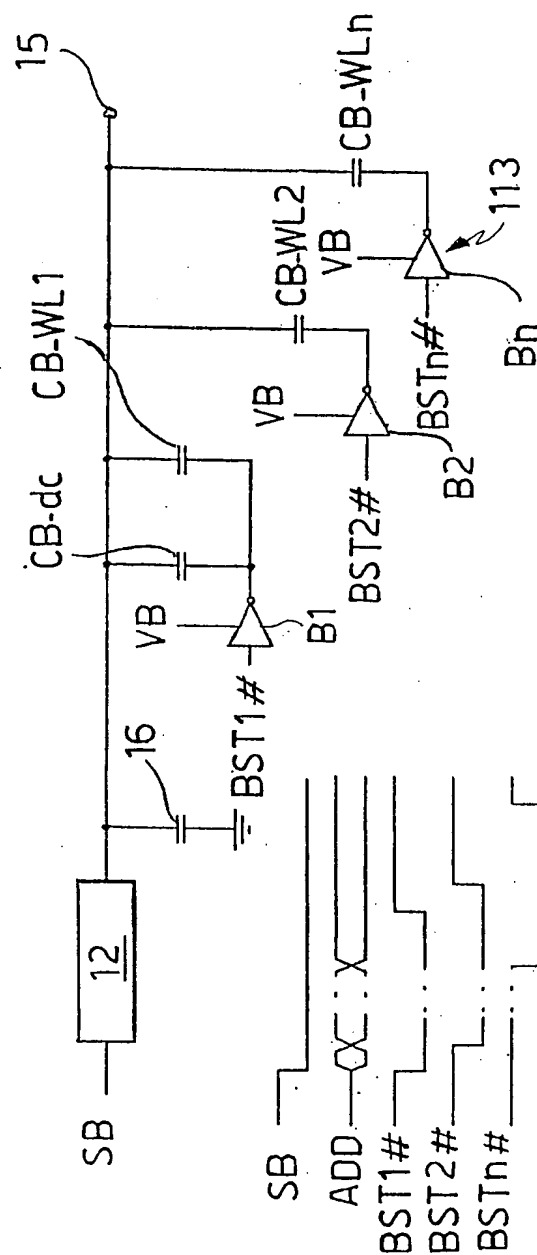 SB
12
16
VB
BST1#
B1
CB-dc
CB-WL1
VB
BST2#
B2
CB-WL2
VB
BSTn#
Bn
113
CB-WLn
15
SB
ADD
BST1#
BST2#
BSTn#